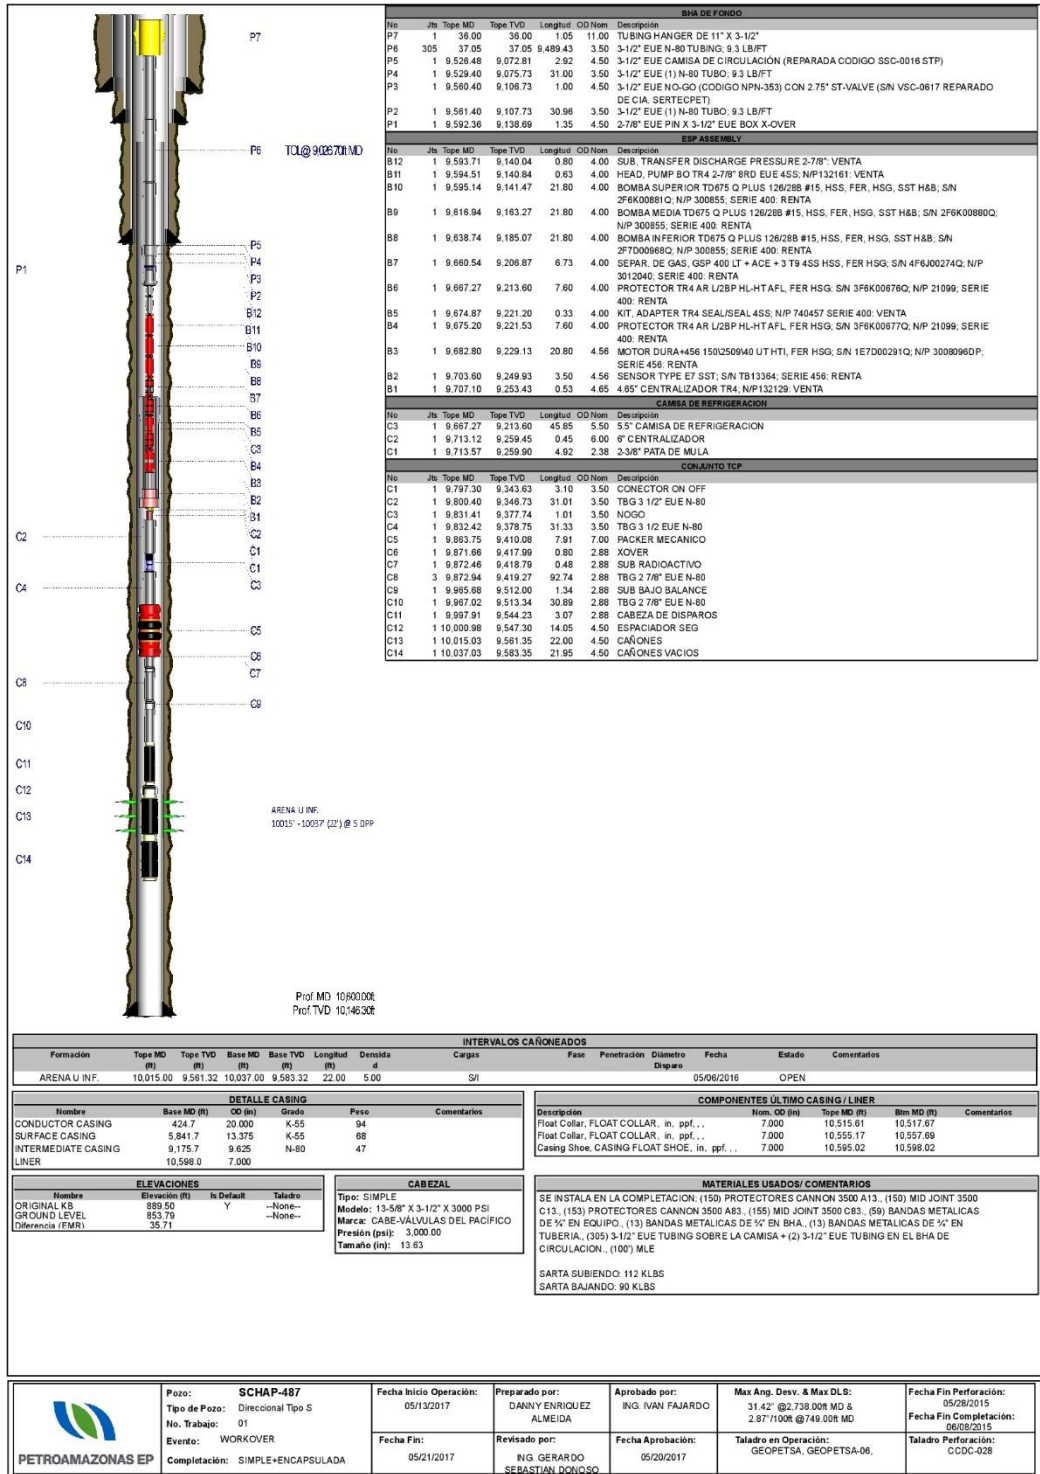 P7
P6 TOL@ 9,026.70ft MD
P5
P1
P4
P3
P2
B12
B11
B10
B9
B8
B7
B6
B5
C3
B4
B3
B2
B1
C2
C2
C1
C1
C4
C3
C5
C6
C7
C8
C9
C10
C11
C12
C13
ARENA U INF.
10015' - 10037' (22') @ 5 DPP
C14
Prof. MD 10,600.00ft
Prof. TVD 10,146.30ft
BHA DE FONDO
No Jts Tope MD Tope TVD Longitud OD Nom Descripción
P7 1 36.00 36.00 1.05 11.00 TUBING HANGER DE 11" X 3-1/2"
P6 305 37.05 37.05 9,489.43 3.50 3-1/2" EUE N-80 TUBING; 9.3 LB/FT
P5 1 9,526.48 9,072.81 2.92 4.50 3-1/2" EUE CAMISA DE CIRCULACIÓN (REPARADA CODIGO SSC-0016 STP)
P4 1 9,529.40 9,075.73 31.00 3.50 3-1/2" EUE (1) N-80 TUBO; 9.3 LB/FT
P3 1 9,560.40 9,106.73 1.00 4.50 3-1/2" EUE NO-GO (CODIGO NPN-353) CON 2.75" ST-VALVE (S/N VSC-0617 REPARADO
DE CIA. SERTECPET)
P2 1 9,561.40 9,107.73 30.96 3.50 3-1/2" EUE (1) N-80 TUBO; 9.3 LB/FT
P1 1 9,592.36 9,138.69 1.35 4.50 2-7/8" EUE PIN X 3-1/2" EUE BOX X-OVER
ESP ASSEMBLY
B12 1 9,593.71 9,140.04 0.80 4.00 SUB, TRANSFER DISCHARGE PRESSURE 2-7/8": VENTA
B11 1 9,594.51 9,140.84 0.63 4.00 HEAD, PUMP BO TR4 2-7/8" 8RD EUE 4SS; N/P132161: VENTA
B10 1 9,595.14 9,141.47 21.80 4.00 BOMBA SUPERIOR TD675 Q PLUS 126/28B #15, HSS, FER, HSG, SST H&B; S/N
2F6K00881Q; N/P 300855; SERIE 400: RENTA
B9 1 9,616.94 9,163.27 21.80 4.00 BOMBA MEDIA TD675 Q PLUS 126/28B #15, HSS, FER, HSG, SST H&B; S/N 2F6K00880Q;
N/P 300855; SERIE 400: RENTA
B8 1 9,638.74 9,185.07 21.80 4.00 BOMBA INFERIOR TD675 Q PLUS 126/28B #15, HSS, FER, HSG, SST H&B; S/N
2F7D00968Q; N/P 300855; SERIE 400: RENTA
B7 1 9,660.54 9,206.87 6.73 4.00 SEPAR. DE GAS, GSP 400 LT + ACE + 3 T9 4SS HSS, FER HSG; S/N 4F6J00274Q; N/P
3012040; SERIE 400: RENTA
B6 1 9,667.27 9,213.60 7.60 4.00 PROTECTOR TR4 AR L/2BP HL-HT AFL, FER HSG; S/N 3F6K00676Q; N/P 21099; SERIE
400: RENTA
B5 1 9,674.87 9,221.20 0.33 4.00 KIT, ADAPTER TR4 SEAL/SEAL 4SS; N/P 740457 SERIE 400: VENTA
B4 1 9,675.20 9,221.53 7.60 4.00 PROTECTOR TR4 AR L/2BP HL-HT AFL, FER HSG; S/N 3F6K00677Q; N/P 21099; SERIE
400: RENTA
B3 1 9,682.80 9,229.13 20.80 4.56 MOTOR DURA+456 150\2509\40 UT HTI, FER HSG; S/N 1E7D00291Q; N/P 3008096DP;
SERIE 456: RENTA
B2 1 9,703.60 9,249.93 3.50 4.56 SENSOR TYPE E7 SST; S/N TB13364; SERIE 456: RENTA
B1 1 9,707.10 9,253.43 0.53 4.65 4.65" CENTRALIZADOR TR4; N/P132129: VENTA
CAMISA DE REFRIGERACION
No Jts Tope MD Tope TVD Longitud OD Nom Descripción
C3 1 9,667.27 9,213.60 45.85 5.50 5.5" CAMISA DE REFRIGERACION
C2 1 9,713.12 9,259.45 0.45 6.00 6" CENTRALIZADOR
C1 1 9,713.57 9,259.90 4.92 2.38 2-3/8" PATA DE MULA
CONJUNTO TCP
No Jts Tope MD Tope TVD Longitud OD Nom Descripción
C1 1 9,797.30 9,343.63 3.10 3.50 CONECTOR ON OFF
C2 1 9,800.40 9,346.73 31.01 3.50 TBG 3 1/2" EUE N-80
C3 1 9,831.41 9,377.74 1.01 3.50 NOGO
C4 1 9,832.42 9,378.75 31.33 3.50 TBG 3 1/2 EUE N-80
C5 1 9,863.75 9,410.08 7.91 7.00 PACKER MECANICO
C6 1 9,871.66 9,417.99 0.80 2.88 XOVER
C7 1 9,872.46 9,418.79 0.48 2.88 SUB RADIOACTIVO
C8 3 9,872.94 9,419.27 92.74 2.88 TBG 2 7/8" EUE N-80
C9 1 9,965.68 9,512.00 1.34 2.88 SUB BAJO BALANCE
C10 1 9,967.02 9,513.34 30.89 2.88 TBG 2 7/8" EUE N-80
C11 1 9,997.91 9,544.23 3.07 2.88 CABEZA DE DISPAROS
C12 1 10,000.98 9,547.30 14.05 4.50 ESPACIADOR SEG
C13 1 10,015.03 9,561.35 22.00 4.50 CAÑONES
C14 1 10,037.03 9,583.35 21.95 4.50 CAÑONES VACIOS
INTERVALOS CAÑONEADOS
Formación Tope MD (ft) Tope TVD (ft) Base MD (ft) Base TVD (ft) Longitud (ft) Densida d Cargas Fase Penetración Diámetro Disparo Fecha Estado Comentarios
ARENA U INF. 10,015.00 9,561.32 10,037.00 9,583.32 22.00 5.00 S/I 05/06/2016 OPEN
DETALLE CASING
Nombre Base MD (ft) OD (in) Grado Peso Comentarios
CONDUCTOR CASING 424.7 20.000 K-55 94
SURFACE CASING 5,841.7 13.375 K-55 68
INTERMEDIATE CASING 9,175.7 9.625 N-80 47
LINER 10,598.0 7.000
COMPONENTES ÚLTIMO CASING / LINER
Descripción Nom. OD (in) Tope MD (ft) Btm MD (ft) Comentarios
Float Collar, FLOAT COLLAR, in, ppf, , , 7.000 10,515.61 10,517.67
Float Collar, FLOAT COLLAR, in, ppf, , , 7.000 10,555.17 10,557.69
Casing Shoe, CASING FLOAT SHOE, in, ppf, , , 7.000 10,595.02 10,598.02
ELEVACIONES
Nombre Elevación (ft) Is Default Taladro
ORIGINAL KB 889.50 Y --None--
GROUND LEVEL 853.79 --None--
Diferencia (EMR) 35.71
CABEZAL
Tipo: SIMPLE
Modelo: 13-5/8" X 3-1/2" X 3000 PSI
Marca: CABE-VÁLVULAS DEL PACÍFICO
Presión (psi): 3,000.00
Tamaño (in): 13.63
MATERIALES USADOS/ COMENTARIOS
SE INSTALA EN LA COMPLETACION: (150) PROTECTORES CANNON 3500 A13., (150) MID JOINT 3500
C13., (153) PROTECTORES CANNON 3500 A83., (155) MID JOINT 3500 C83., (59) BANDAS METALICAS
DE ¾" EN EQUIPO., (13) BANDAS METALICAS DE ¾" EN BHA., (13) BANDAS METALICAS DE ¾" EN
TUBERIA., (305) 3-1/2" EUE TUBING SOBRE LA CAMISA + (2) 3-1/2" EUE TUBING EN EL BHA DE
CIRCULACION., (100') MLE
SARTA SUBIENDO: 112 KLBS
SARTA BAJANDO: 90 KLBS
PETROAMAZONAS EP
Pozo: SCHAP-487
Tipo de Pozo: Direccional Tipo S
No. Trabajo: 01
Evento: WORKOVER
Completación: SIMPLE+ENCAPSULADA
Fecha Inicio Operación:
05/13/2017
Fecha Fin:
05/21/2017
Preparado por:
DANNY ENRIQUEZ
ALMEIDA
Revisado por:
ING. GERARDO
SEBASTIAN DONOSO
Aprobado por:
ING. IVAN FAJARDO
Fecha Aprobación:
05/20/2017
Max Ang. Desv. & Max DLS:
31.42° @2,738.00ft MD &
2.87°/100ft @749.00ft MD
Taladro en Operación:
GEOPETSA, GEOPETSA-06,
Fecha Fin Perforación:
05/28/2015
Fecha Fin Completación:
06/08/2015
Taladro Perforación:
CCDC-028